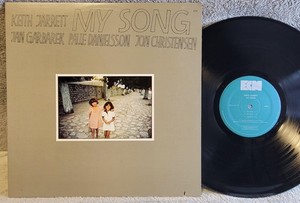 KEITH JARRETT MY SONG
JAN GARBAREK, PALLE DANIELSSON, JON CHRISTENSEN
ECM